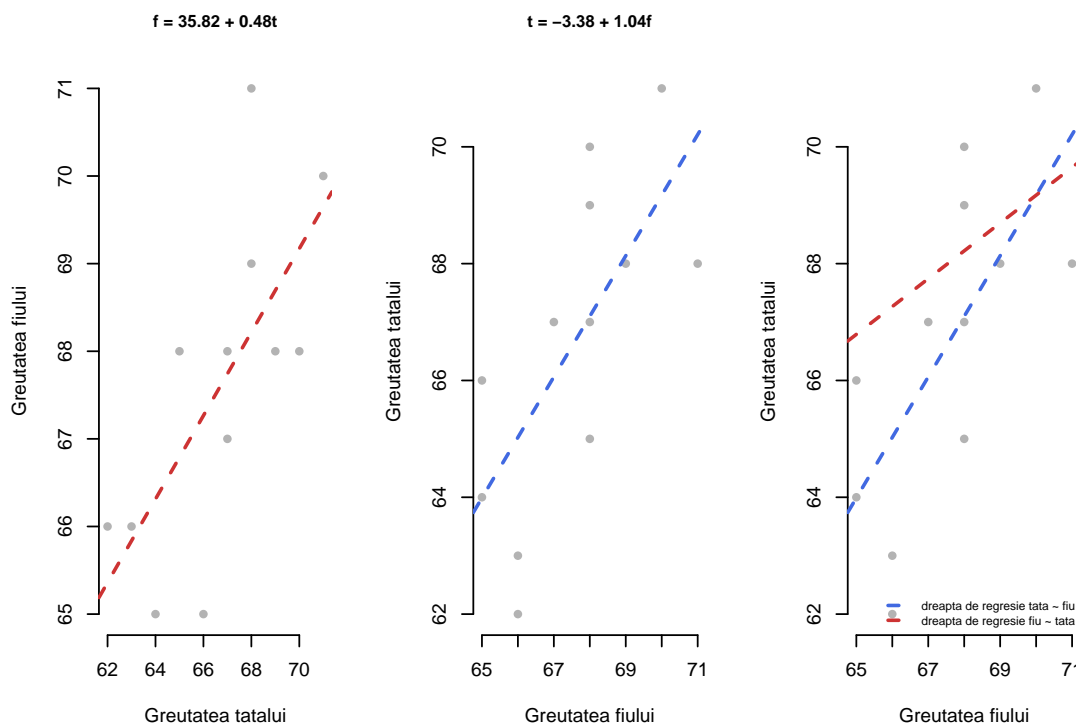 f = 35.82 + 0.48t
71
70
69
68
67
66
65
Greutatea fiului
62 64 66 68 70
Greutatea tatalui
t = −3.38 + 1.04f
70
68
66
64
62
Greutatea tatalui
65 67 69 71
Greutatea fiului
70
68
66
64
62
Greutatea tatalui
dreapta de regresie tata ~ fiu
dreapta de regresie fiu ~ tata
65 67 69 71
Greutatea fiului